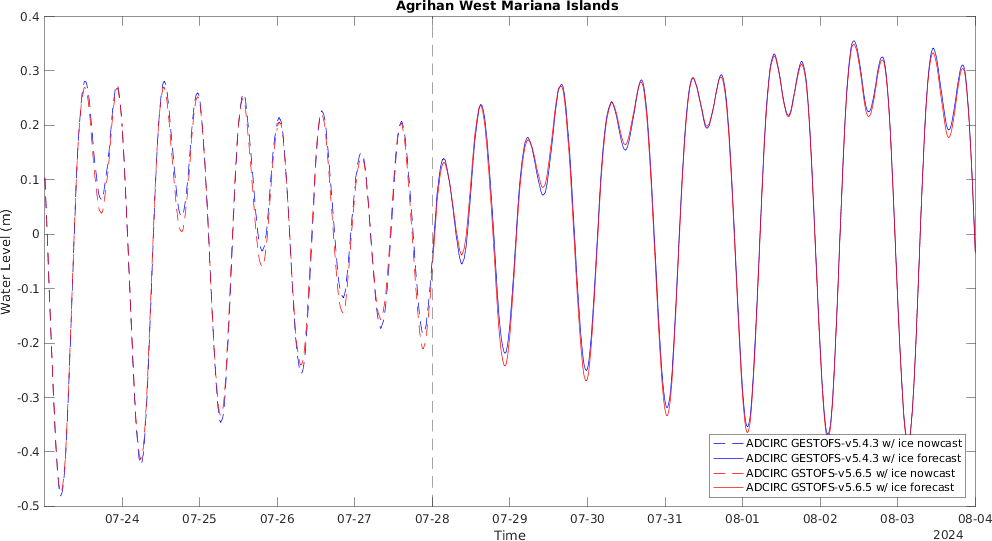 Agrihan West Mariana Islands
0.4
0.3
0.2
0.1
0
-0.1
-0.2
-0.3
-0.4
-0.5
Water Level (m)
ADCIRC GESTOFS-v5.4.3 w/ ice nowcast
ADCIRC GESTOFS-v5.4.3 w/ ice forecast
ADCIRC GSTOFS-v5.6.5 w/ ice nowcast
ADCIRC GSTOFS-v5.6.5 w/ ice forecast
07-24 07-25 07-26 07-27 07-28 07-29 07-30 07-31 08-01 08-02 08-03 08-04
Time
2024